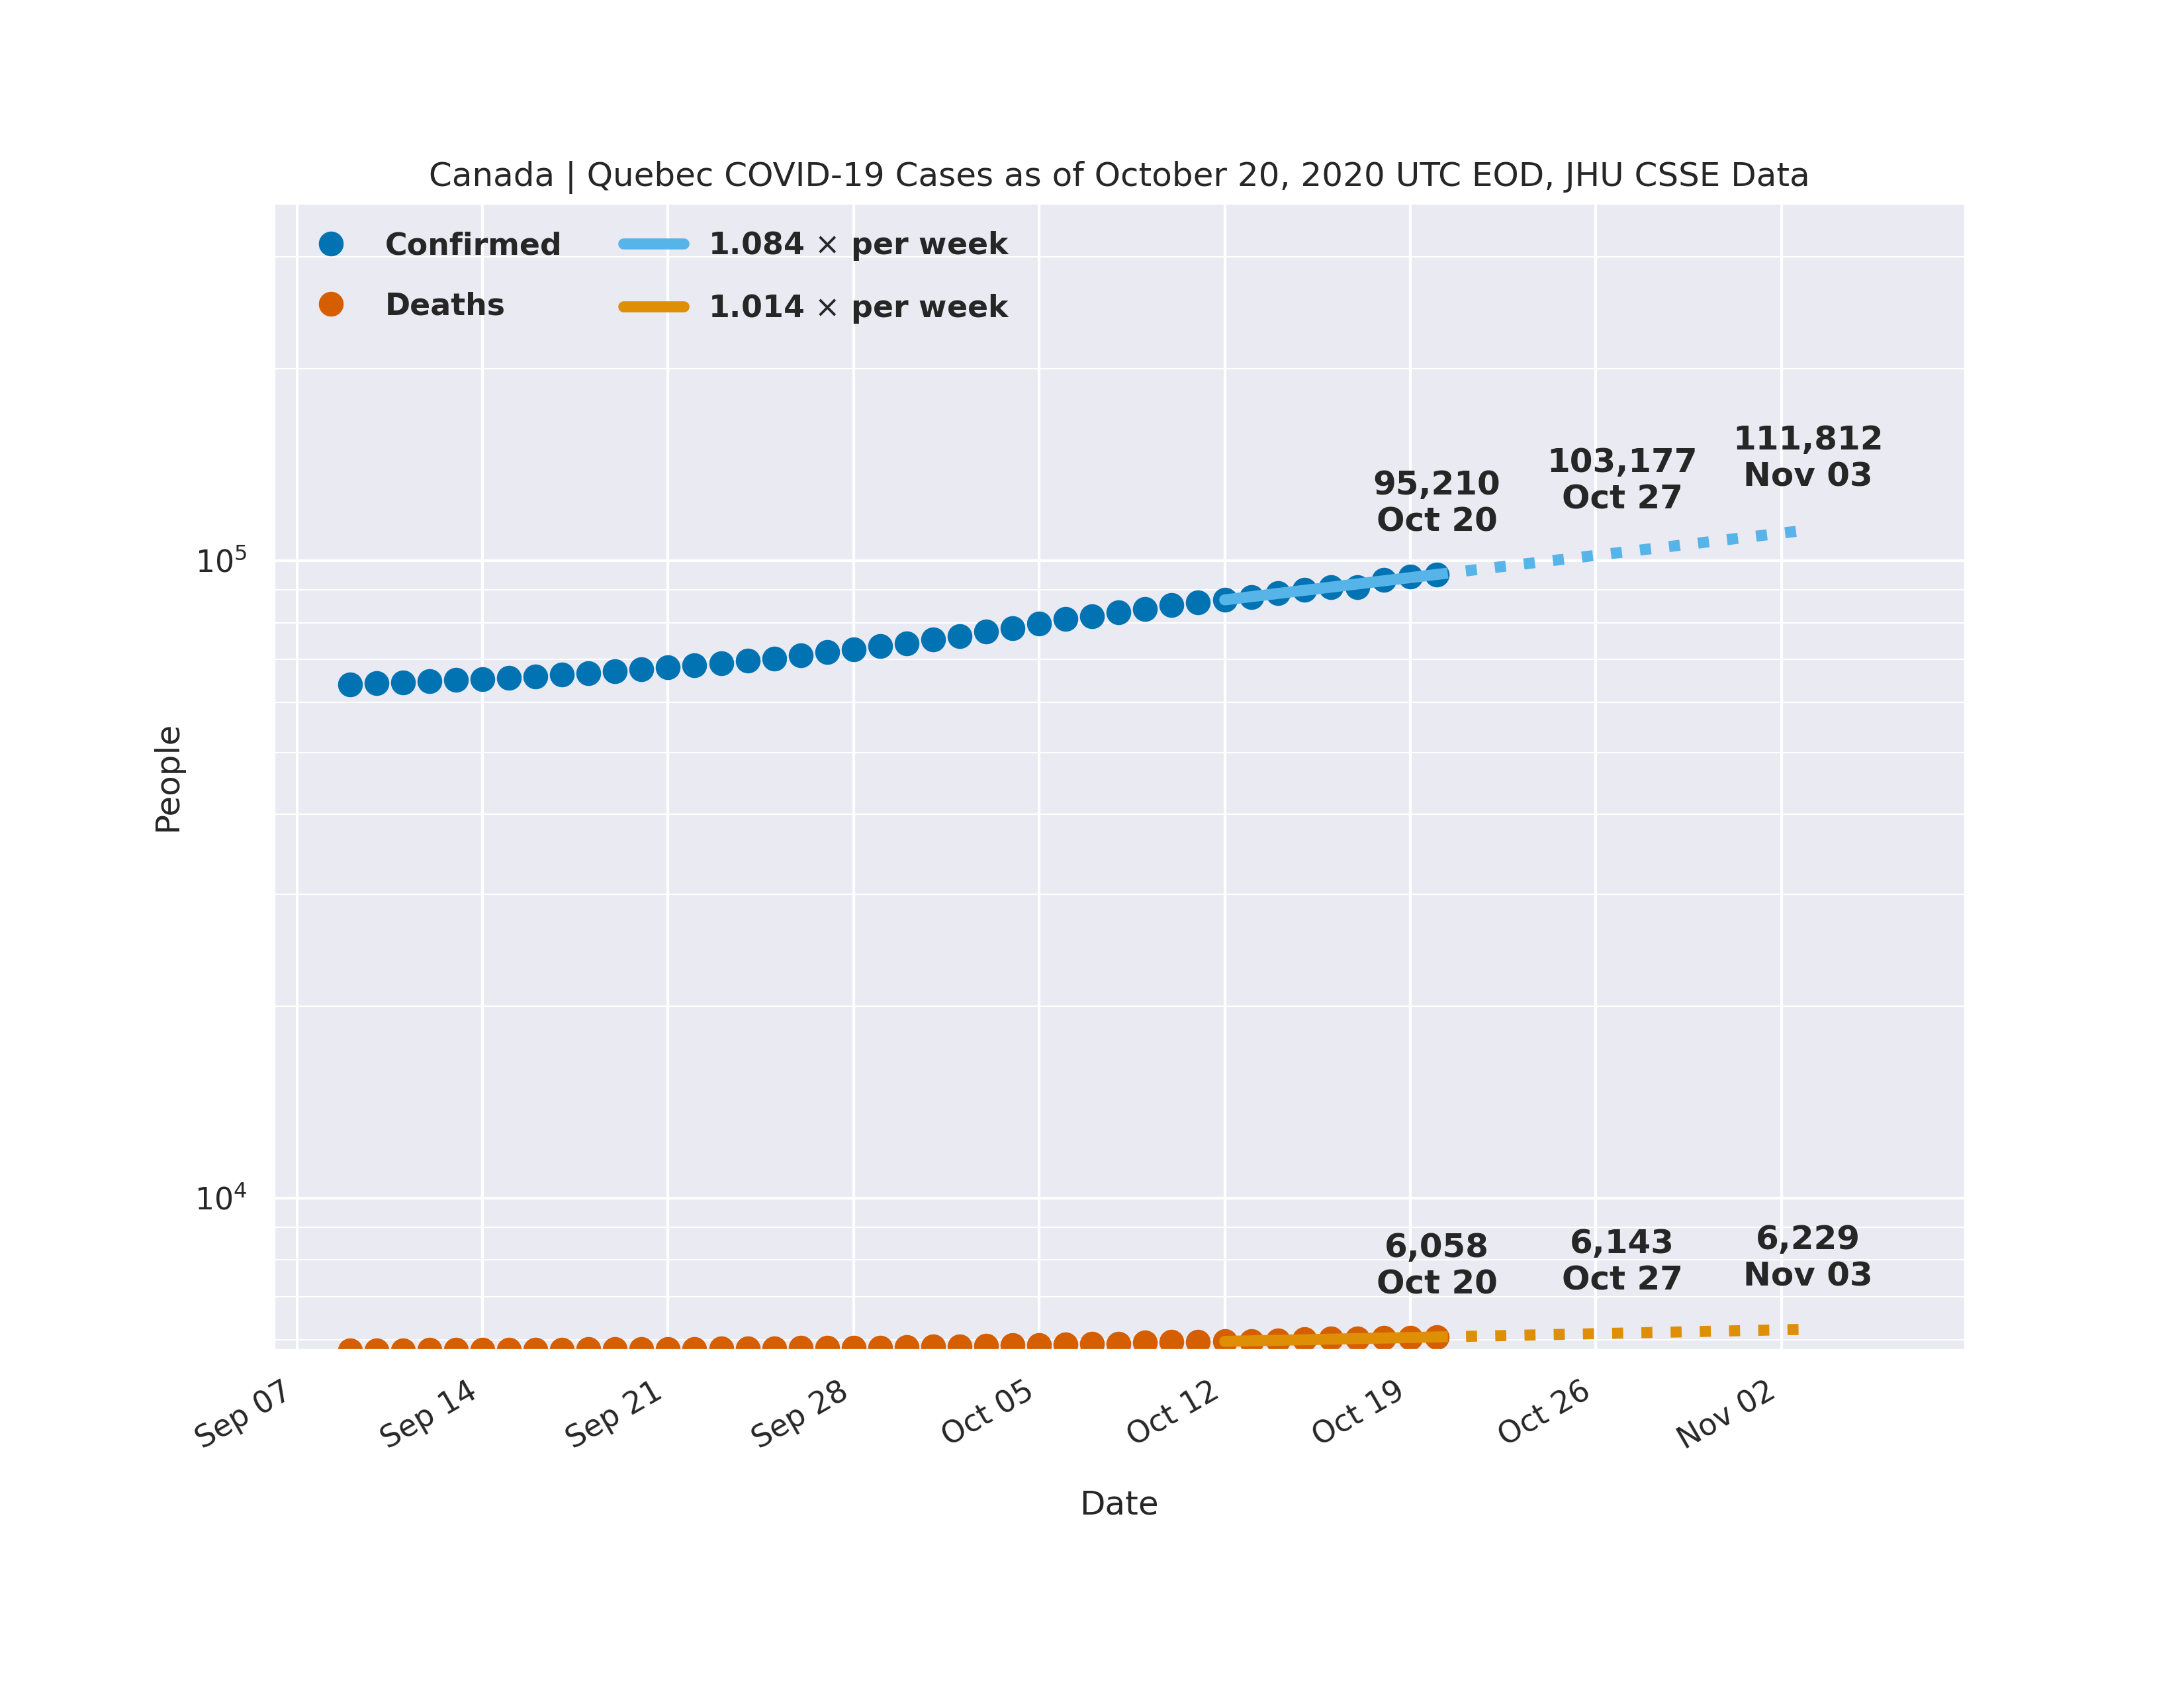 Canada | Quebec COVID-19 Cases as of October 20, 2020 UTC EOD, JHU CSSE Data
Confirmed
1.084 × per week
Deaths
1.014 × per week
111,812
Nov 03
103,177
Oct 27
95,210
Oct 20
10⁵
People
10⁴
6,058
Oct 20
6,143
Oct 27
6,229
Nov 03
Sep 07
Sep 14
Sep 21
Sep 28
Oct 05
Oct 12
Oct 19
Oct 26
Nov 02
Date